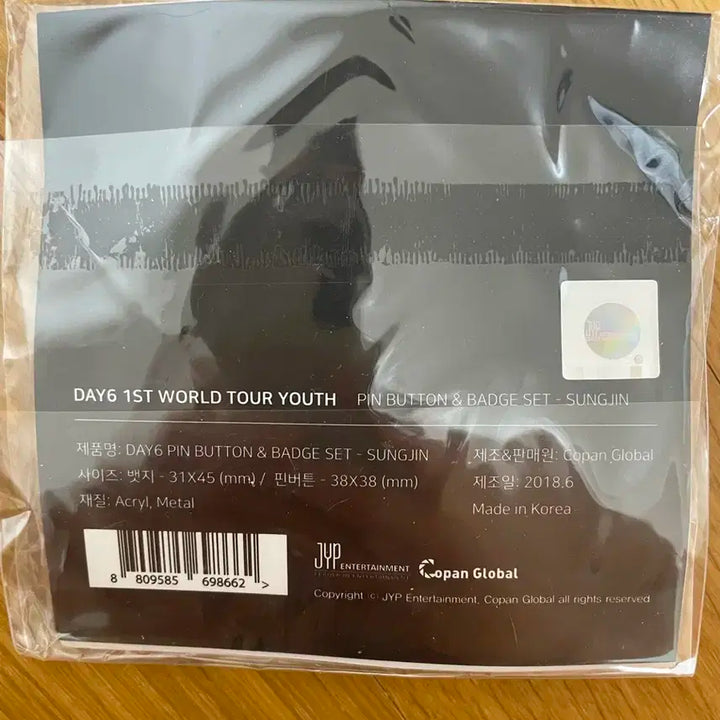 DAY6 1ST WORLD TOUR YOUTH PIN BUTTON & BADGE SET - SUNGJIN
제품명: DAY6 PIN BUTTON & BADGE SET - SUNGJIN
사이즈: 뱃지 - 31X45 (mm) / 핀버튼 - 38X38 (mm)
재질: Acryl, Metal
제조&판매원: Copan Global
제조일: 2018.6
Made in Korea
8 809585 698662 >
JYP ENTERTAINMENT
Copan Global
Copyright ⓒ JYP Entertainment, Copan Global all rights reserved